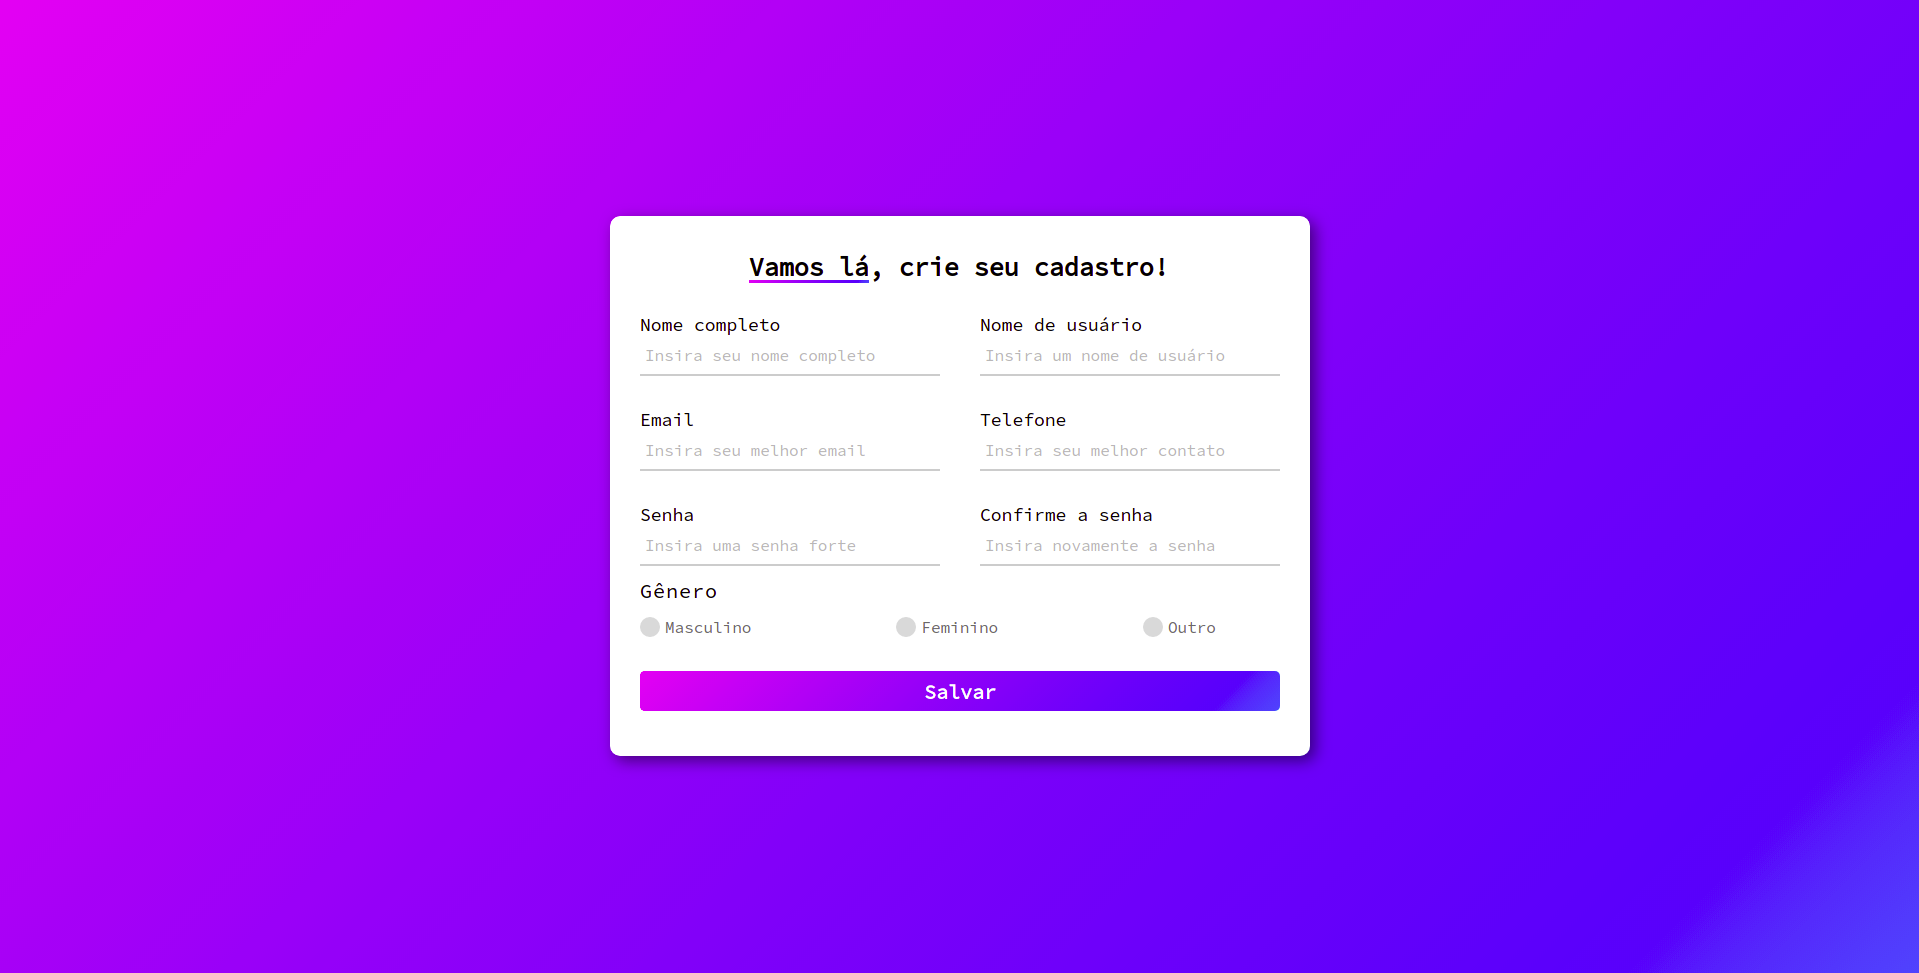 Vamos lá, crie seu cadastro!
Nome completo
Nome de usuário
Insira seu nome completo
Insira um nome de usuário
Email
Telefone
Insira seu melhor email
Insira seu melhor contato
Senha
Confirme a senha
Insira uma senha forte
Insira novamente a senha
Gênero
Masculino
Feminino
Outro
Salvar